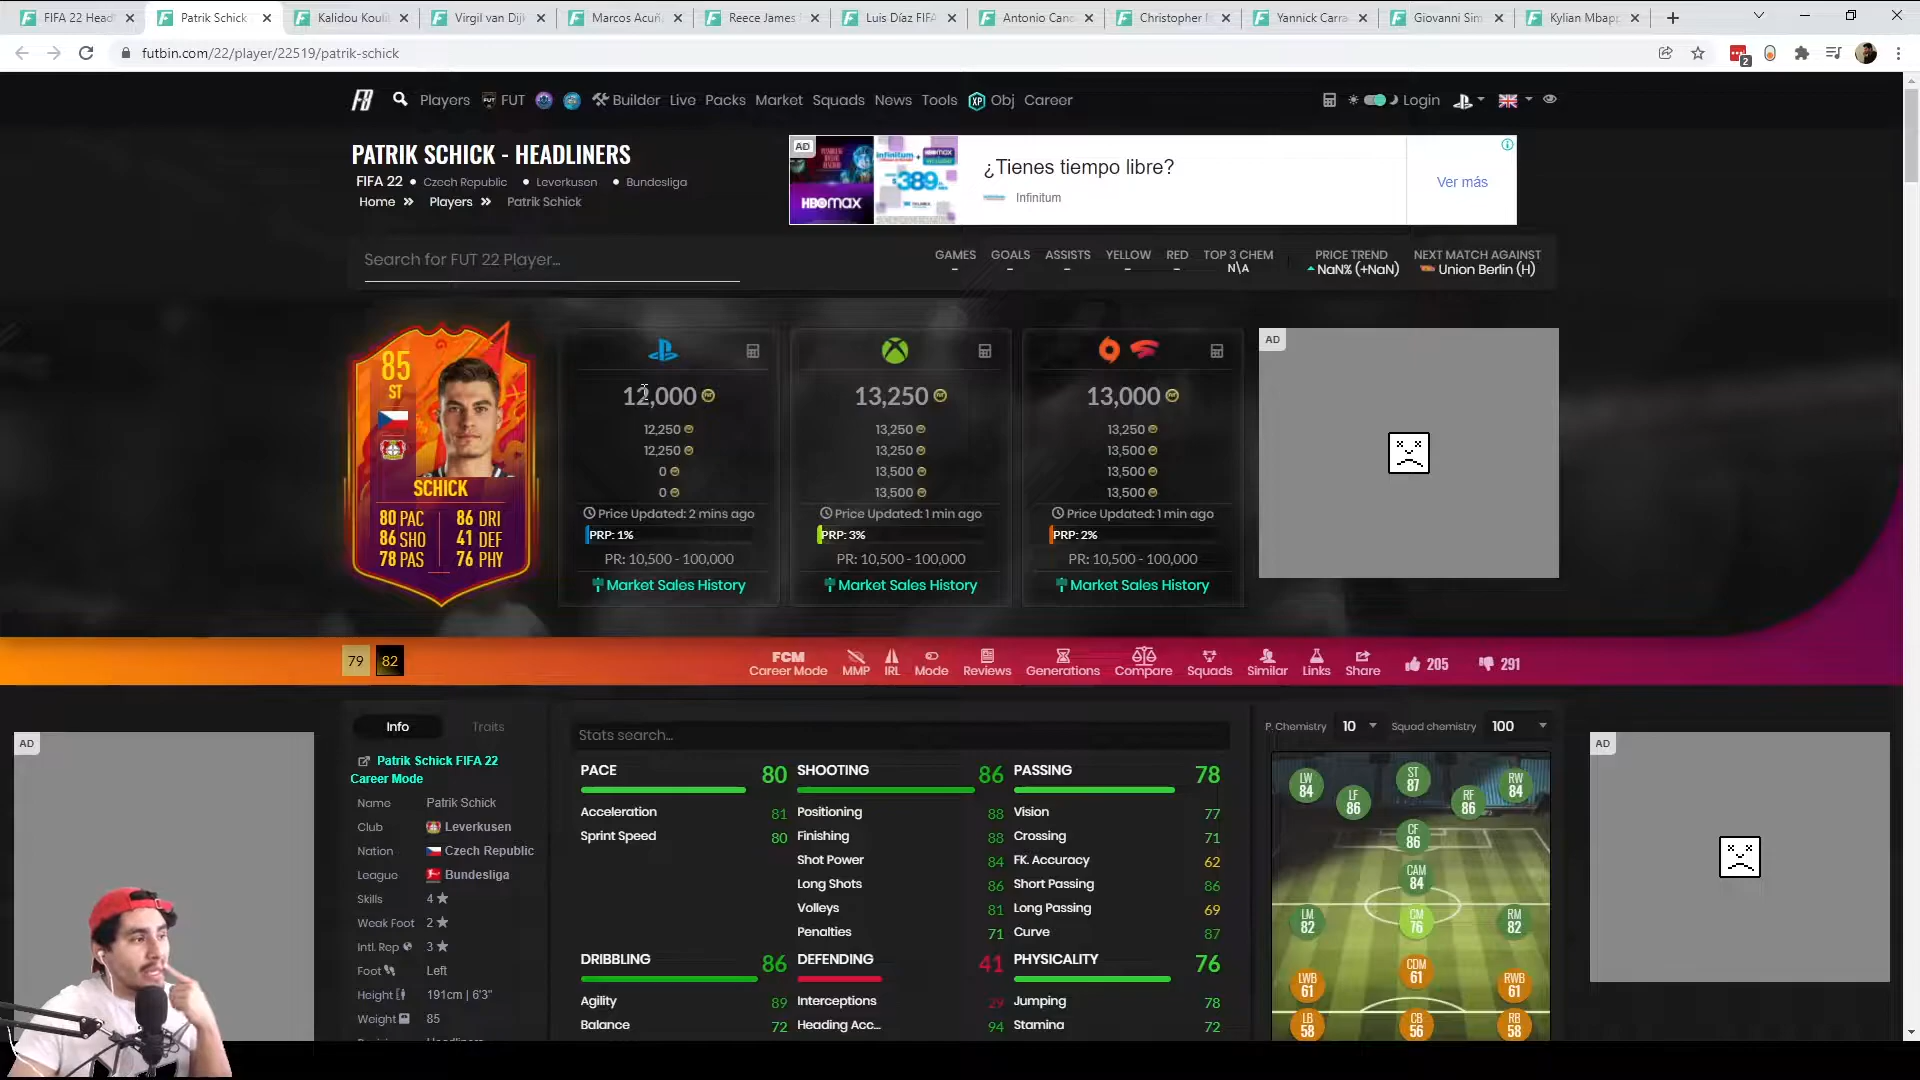 FIFA 22 Head
Patrik Schick
Kalidou Kouli
Virgil van Dij
Marcos Acuñ
Reece James
Luis Díaz FIF
Antonio Cand
Christopher
Yannick Carra
Giovanni Sim
Kylian Mbap
futbin.com/22/player/22519/patrik-schick
2
Players FUT Builder Live Packs Market Squads News Tools XP Obj Career
Login
PATRIK SCHICK - HEADLINERS
FIFA 22 • Czech Republic • Leverkusen • Bundesliga
Home » Players » Patrik Schick
AD
HBOMAX
infinitum
$389
¿Tienes tiempo libre?
Infinitum
Ver más
Search for FUT 22 Player...
GAMES GOALS ASSISTS YELLOW RED TOP 3 CHEM PRICE TREND NEXT MATCH AGAINST
- - - - - N\A NaN% (+NaN) Union Berlin (H)
85
ST
SCHICK
80 PAC 86 DRI
86 SHO 41 DEF
78 PAS 76 PHY
12,000
12,250
12,250
0
0
Price Updated: 2 mins ago
PRP: 1%
PR: 10,500 - 100,000
Market Sales History
13,250
13,250
13,250
13,500
13,500
Price Updated: 1 min ago
PRP: 3%
PR: 10,500 - 100,000
Market Sales History
13,000
13,250
13,500
13,500
13,500
Price Updated: 1 min ago
PRP: 2%
PR: 10,500 - 100,000
Market Sales History
AD
79 82
FCM
Career Mode MMP IRL Mode Reviews Generations Compare Squads Similar Links Share 205 291
AD
Info Traits
Patrik Schick FIFA 22
Career Mode
Name Patrik Schick
Club Leverkusen
Nation Czech Republic
League Bundesliga
Skills 4
Weak Foot 2
Intl. Rep 3
Foot Left
Height 191cm | 6'3"
Weight 85
Stats search...
PACE 80
Acceleration 81
Sprint Speed 80
SHOOTING 86
Positioning 88
Finishing 88
Shot Power 84
Long Shots 86
Volleys 81
Penalties 71
PASSING 78
Vision 77
Crossing 71
FK. Accuracy 62
Short Passing 86
Long Passing 69
Curve 87
DRIBBLING 86
Agility 89
Balance 72
DEFENDING 41
Interceptions 29
Heading Acc... 94
PHYSICALITY 76
Jumping 78
Stamina 72
P. Chemistry 10 Squad chemistry 100
LW
84
ST
87
RW
84
LF
86
RF
86
CF
86
CAM
84
LM
82
CM
76
RM
82
LWB
61
CDM
61
RWB
61
LB
58
CB
56
RB
58
AD